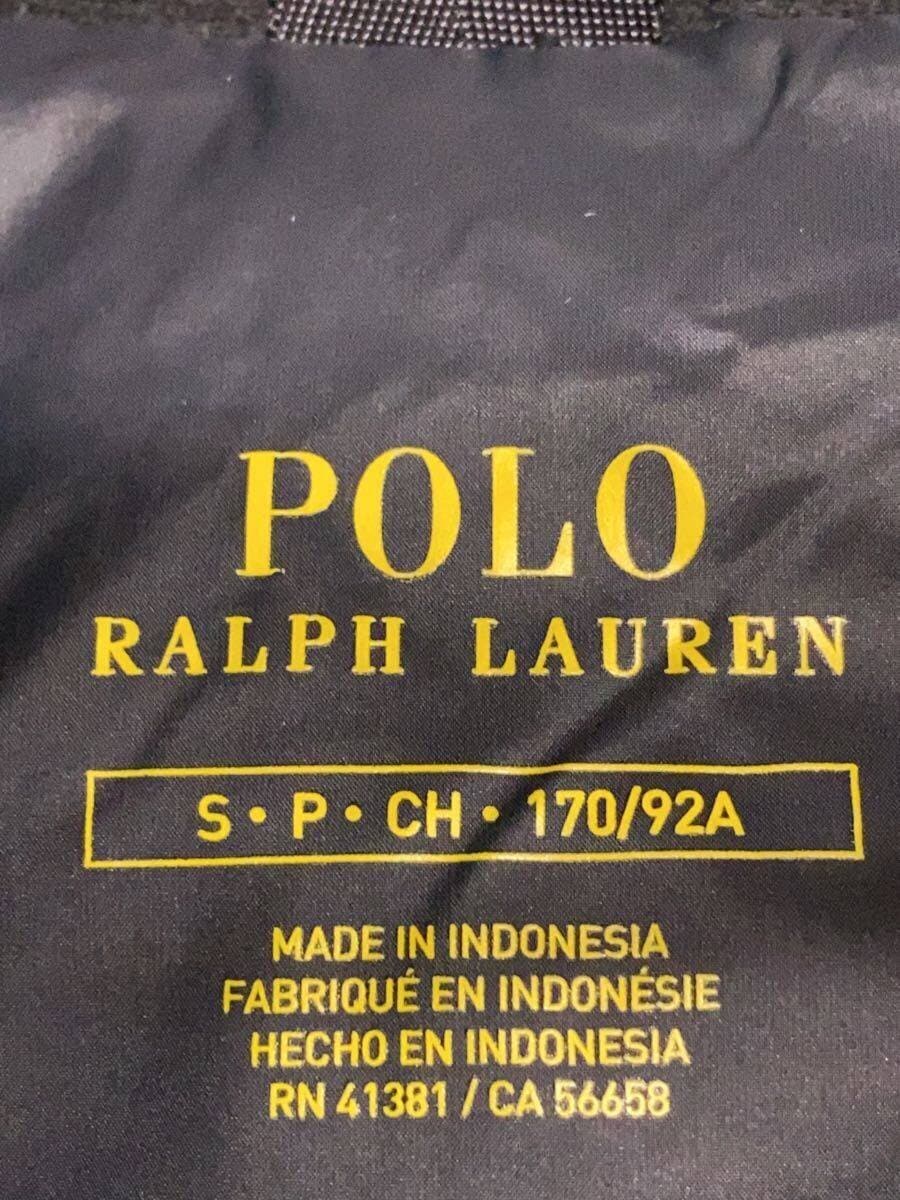 POLO
RALPH LAUREN
S • P • CH • 170/92A
MADE IN INDONESIA
FABRIQUÉ EN INDONÉSIE
HECHO EN INDONESIA
RN 41381 / CA 56658